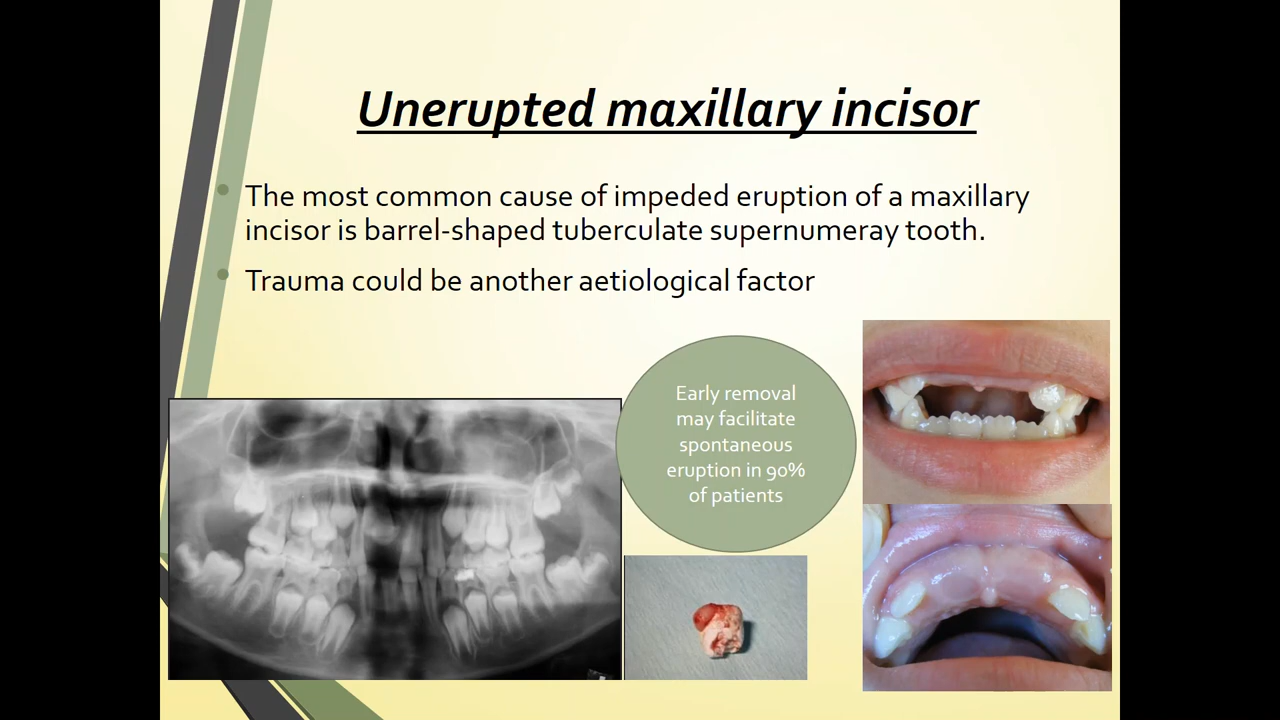 Unerupted maxillary incisor
The most common cause of impeded eruption of a maxillary
incisor is barrel-shaped tuberculate supernumeray tooth.
Trauma could be another aetiological factor
Early removal
may facilitate
spontaneous
eruption in 90%
of patients